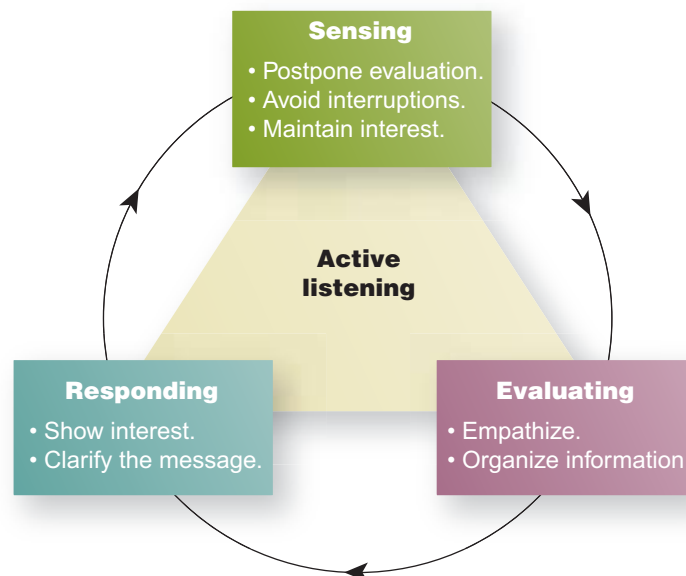 Sensing
• Postpone evaluation.
• Avoid interruptions.
• Maintain interest.
Active
listening
Responding
• Show interest.
• Clarify the message.
Evaluating
• Empathize.
• Organize information